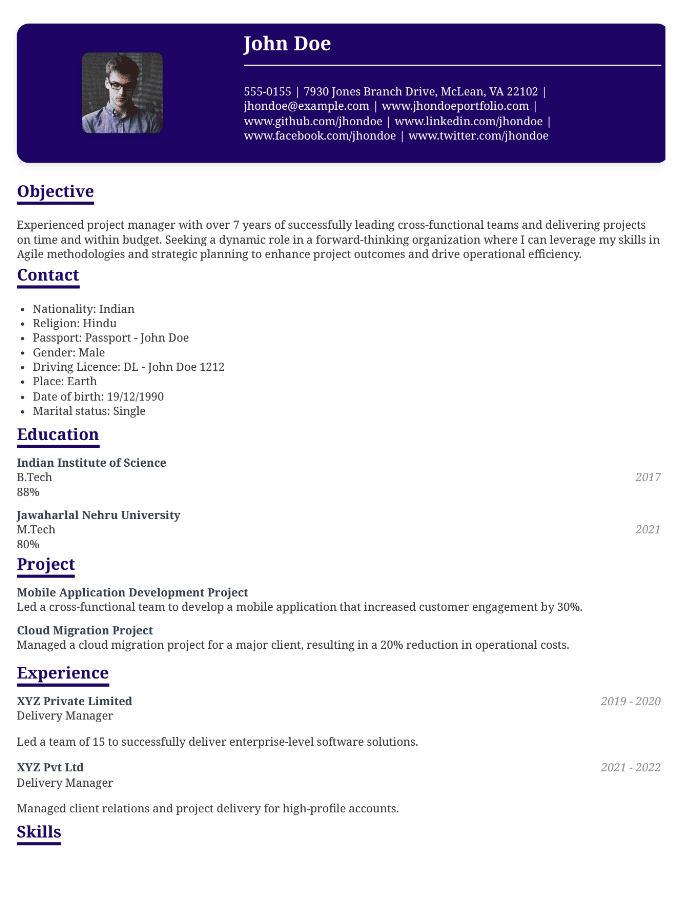 John Doe
555-0155 | 7930 Jones Branch Drive, McLean, VA 22102 |
jhondoe@example.com | www.jhondoeportfolio.com |
www.github.com/jhondoe | www.linkedin.com/jhondoe |
www.facebook.com/jhondoe | www.twitter.com/jhondoe
Objective
Experienced project manager with over 7 years of successfully leading cross-functional teams and delivering projects
on time and within budget. Seeking a dynamic role in a forward-thinking organization where I can leverage my skills in
Agile methodologies and strategic planning to enhance project outcomes and drive operational efficiency.
Contact
• Nationality: Indian
• Religion: Hindu
• Passport: Passport - John Doe
• Gender: Male
• Driving Licence: DL - John Doe 1212
• Place: Earth
• Date of birth: 19/12/1990
• Marital status: Single
Education
Indian Institute of Science
B.Tech 2017
88%
Jawaharlal Nehru University
M.Tech 2021
80%
Project
Mobile Application Development Project
Led a cross-functional team to develop a mobile application that increased customer engagement by 30%.
Cloud Migration Project
Managed a cloud migration project for a major client, resulting in a 20% reduction in operational costs.
Experience
XYZ Private Limited 2019 - 2020
Delivery Manager
Led a team of 15 to successfully deliver enterprise-level software solutions.
XYZ Pvt Ltd 2021 - 2022
Delivery Manager
Managed client relations and project delivery for high-profile accounts.
Skills